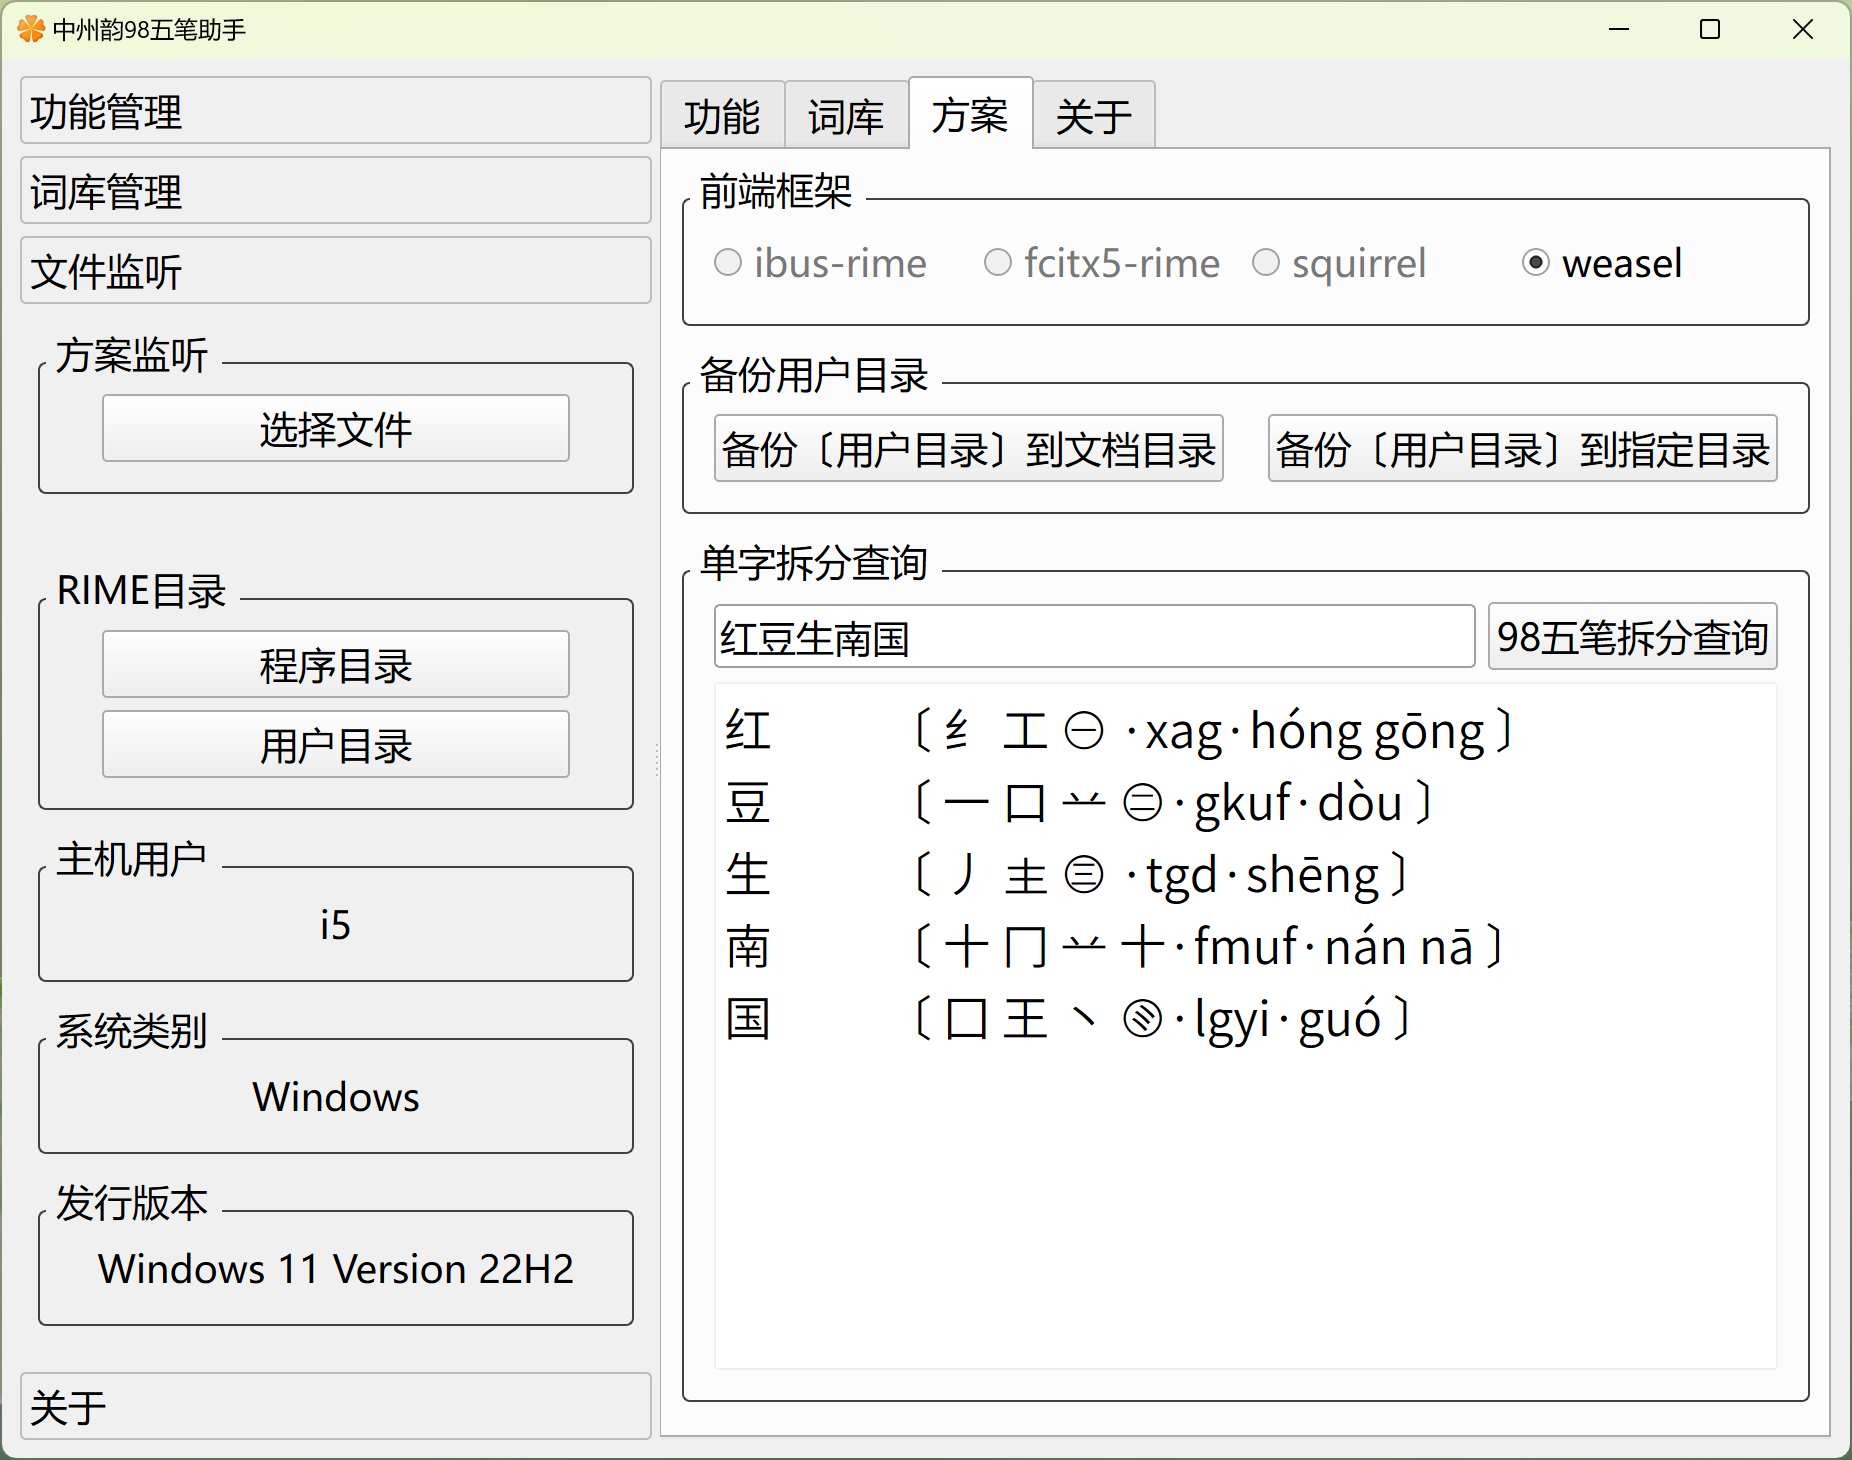 中州韵98五笔助手
功能管理
词库管理
文件监听
方案监听
选择文件
RIME目录
程序目录
用户目录
主机用户
i5
系统类别
Windows
发行版本
Windows 11 Version 22H2
关于
功能 词库 方案 关于
前端框架
ibus-rime fcitx5-rime squirrel weasel
备份用户目录
备份〔用户目录〕到文档目录 备份〔用户目录〕到指定目录
单字拆分查询
红豆生南国 98五笔拆分查询
红 〔 纟 工 ㊀ ·xag·hóng gōng 〕
豆 〔 一 口 䒑 ㊁·gkuf·dòu 〕
生 〔 丿 龶 ㊂ ·tgd·shēng 〕
南 〔 十 冂 䒑 十·fmuf·nán nā 〕
国 〔 囗 王 丶 ·lgyi·guó 〕